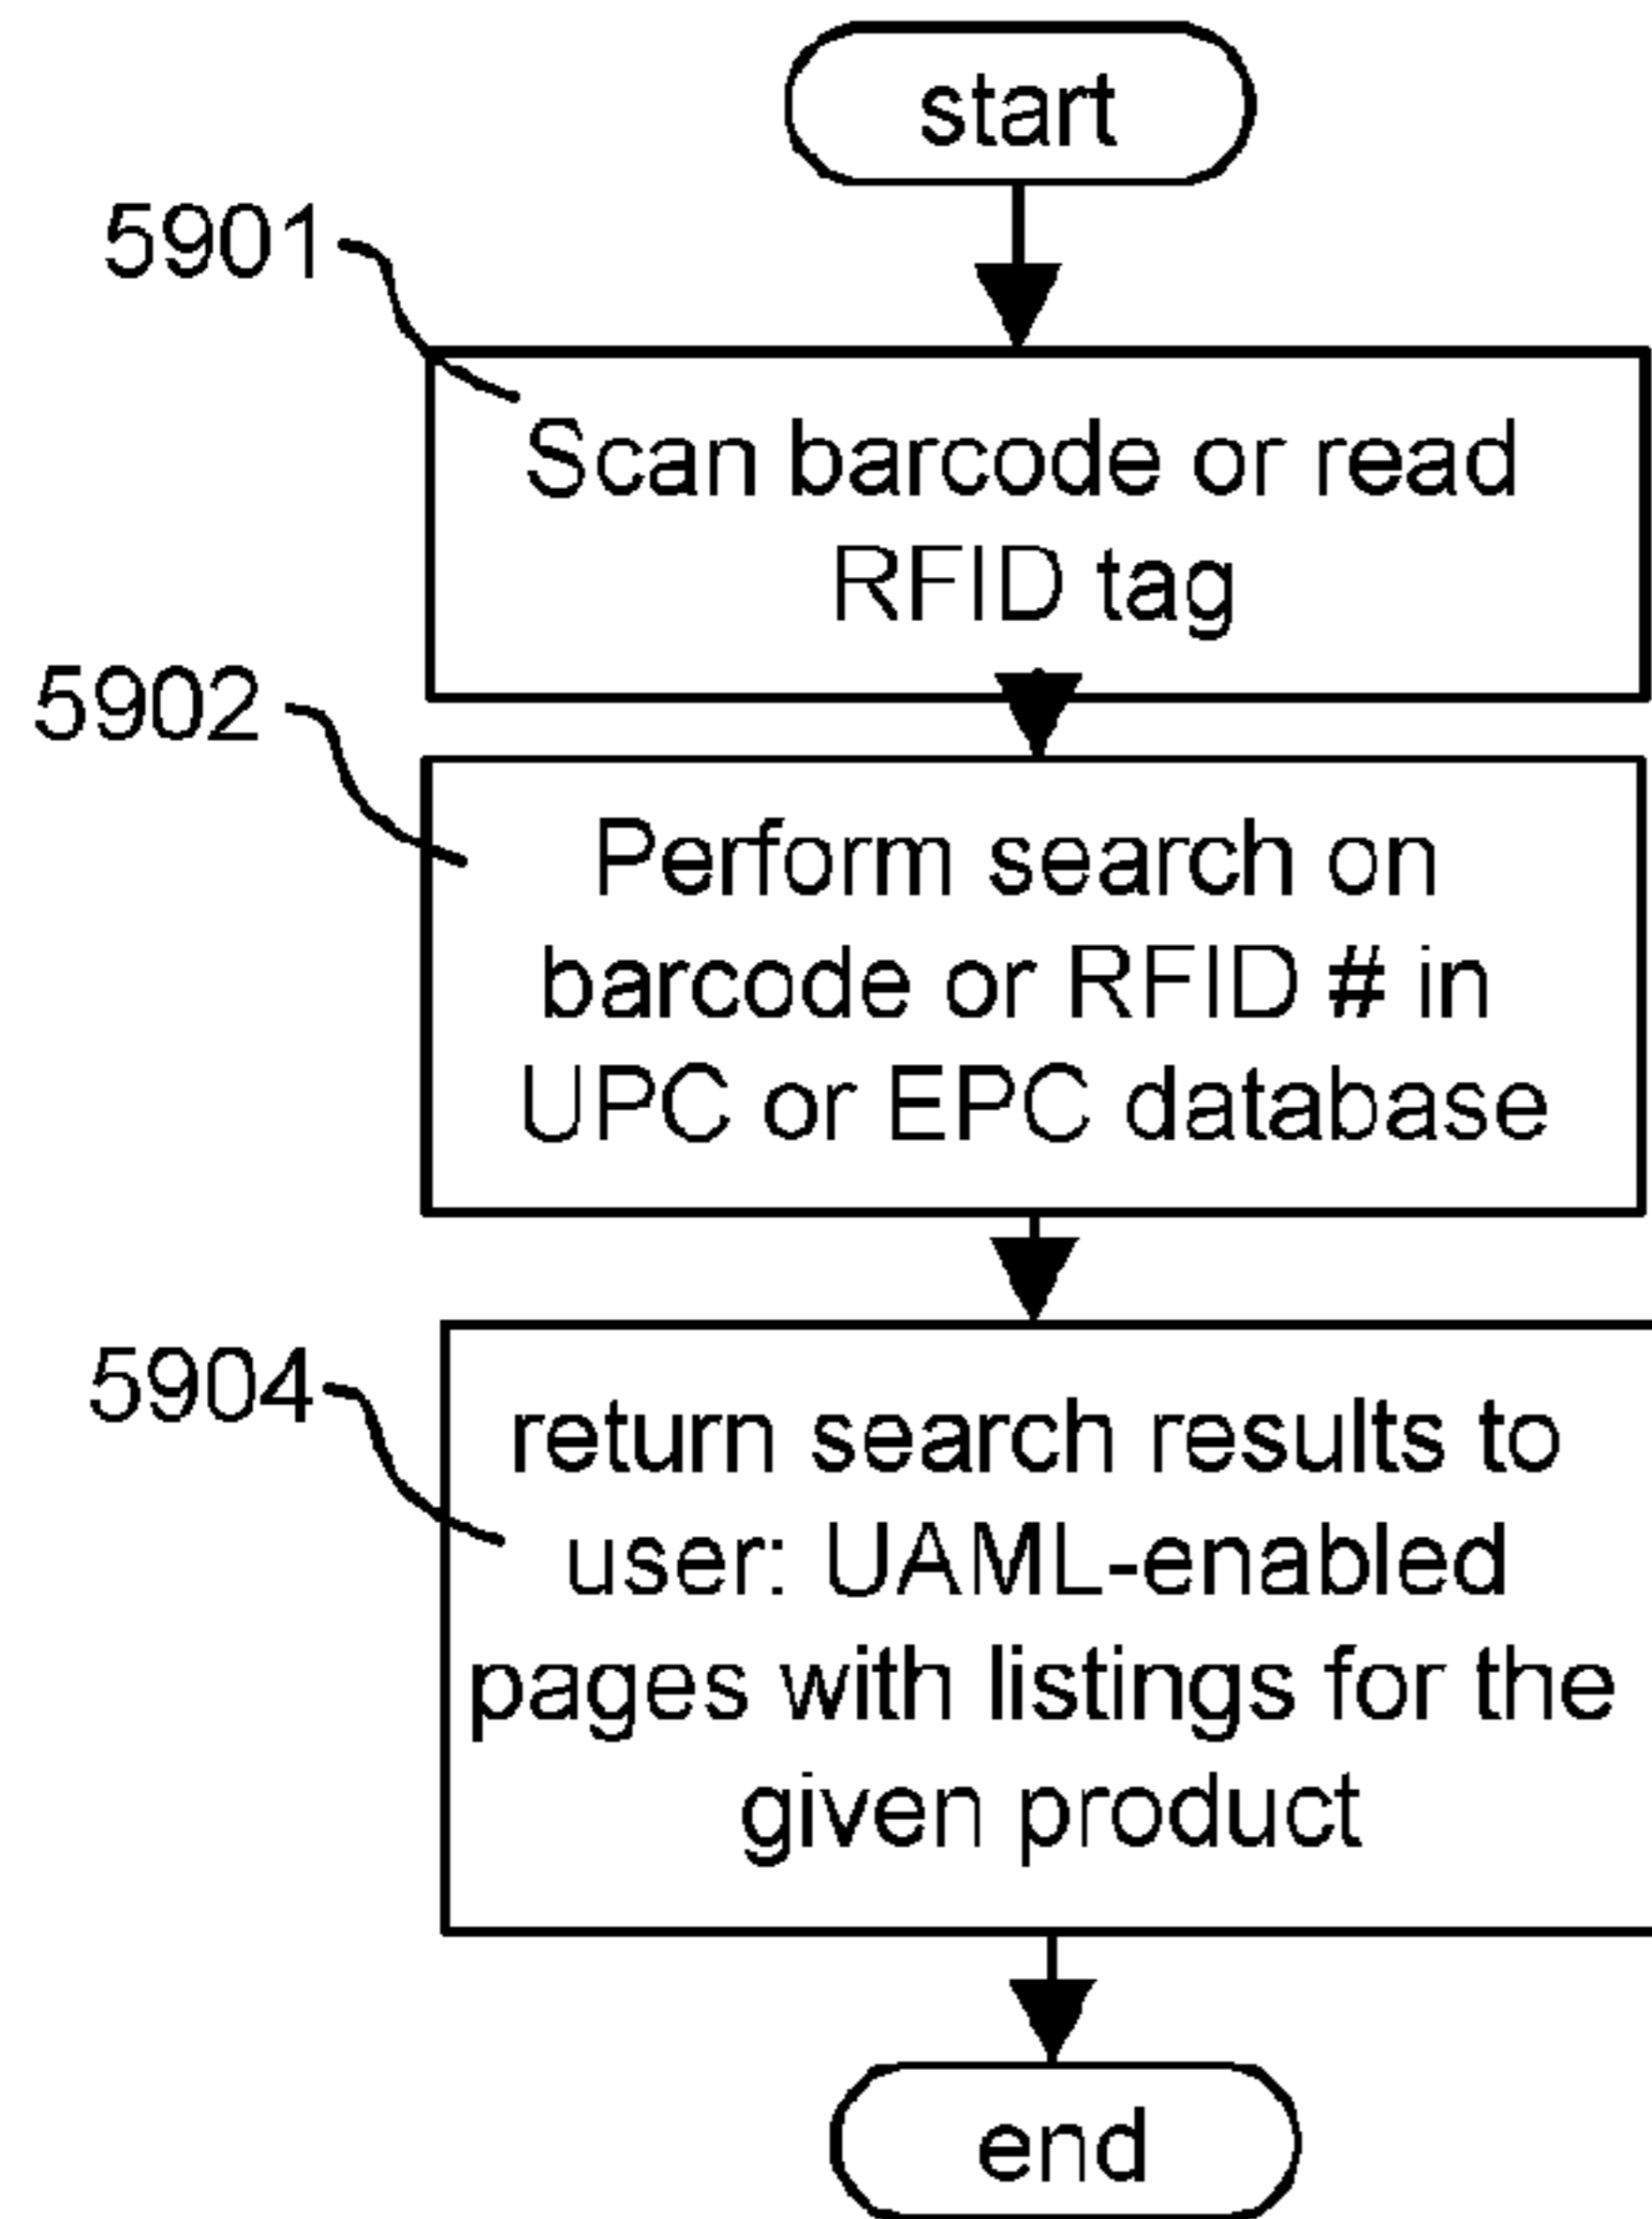 start
5901
Scan barcode or read
RFID tag
5902
Perform search on
barcode or RFID # in
UPC or EPC database
5904
return search results to
user: UAML-enabled
pages with listings for the
given product
end